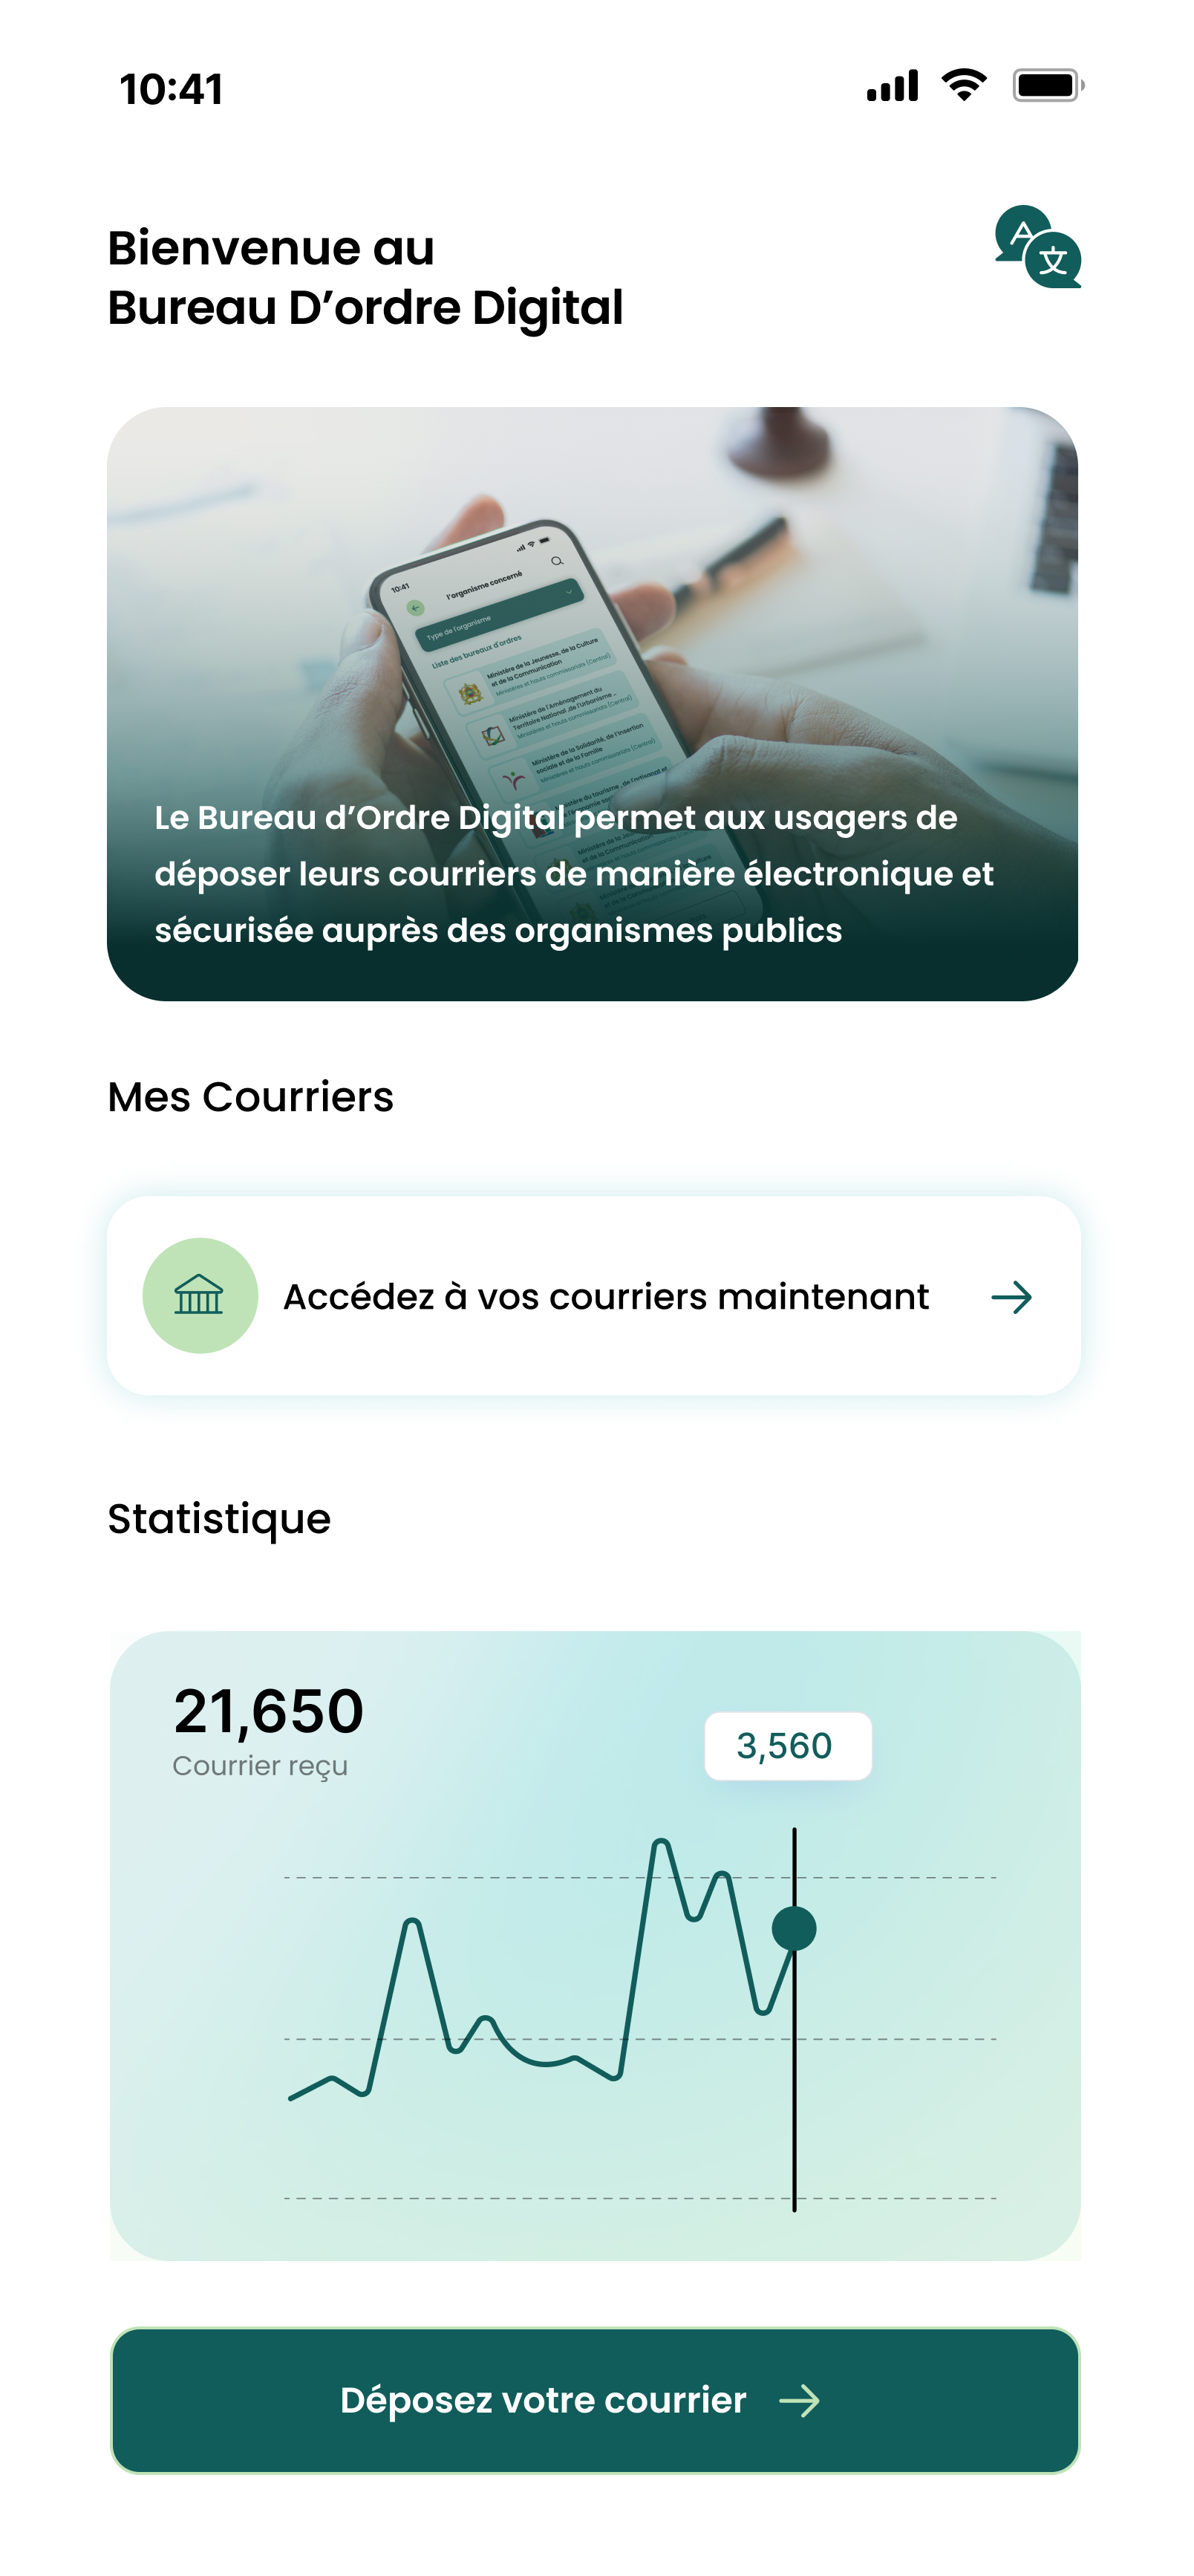 10:41
A
文
Bienvenue au
Bureau D’ordre Digital
10:41
l'organisme concerné
Type de l'organisme
Liste des bureaux d'ordres
Ministère de la Jeunesse, de la Culture
et de la Communication
Ministères et hauts commissariats (Central)
Ministère de l'Aménagement du
Territoire National ,de l'Urbanisme ..
Ministères et hauts commissariats (Central)
Ministère de la Solidarité, de l'Insertion
sociale et de la Famille
Ministères et hauts commissariats (Central)
Le Bureau d’Ordre Digital permet aux usagers de
déposer leurs courriers de manière électronique et
sécurisée auprès des organismes publics
Mes Courriers
Accédez à vos courriers maintenant
Statistique
21,650
Courrier reçu
3,560
Déposez votre courrier